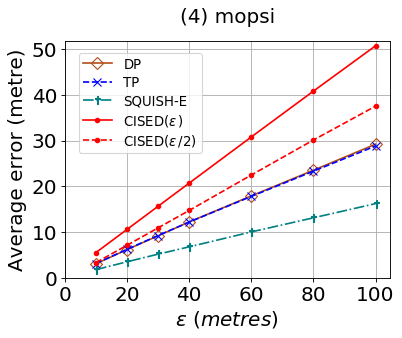 (4) mopsi
Average error (metre)
50
40
30
20
10
0
DP
TP
SQUISH-E
CISED(ε)
CISED(ε/2)
0 20 40 60 80 100
ε (metres)